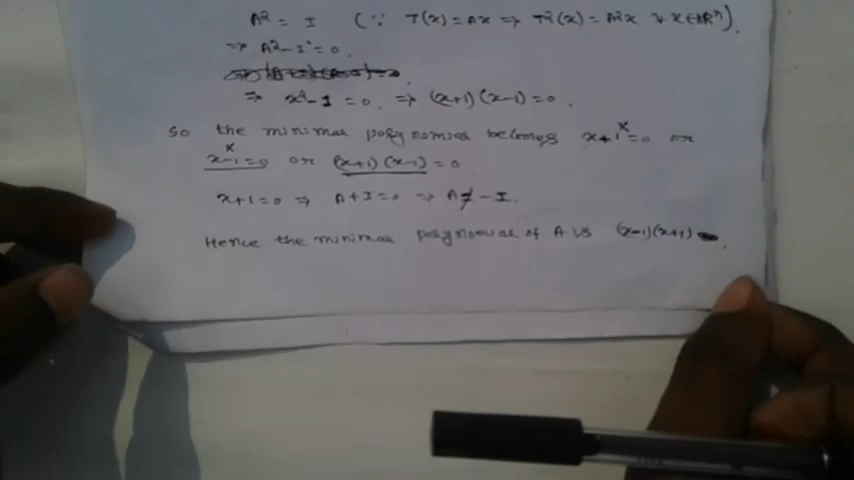 A² = I (∵ T(x) = Ax ⇒ T²(x) = A²x ∀ x ∈ ℝⁿ).
⇒ A² - I = 0.
⇒ x² - 1 = 0. ⇒ (x+1)(x-1) = 0.
So the minimal polynomial belongs x+1 = 0 or
x-1 = 0 or (x+1)(x-1) = 0
x+1 = 0 ⇒ A+I = 0 ⇒ A ≠ -I.
Hence the minimal polynomial of A is (x-1)(x+1).